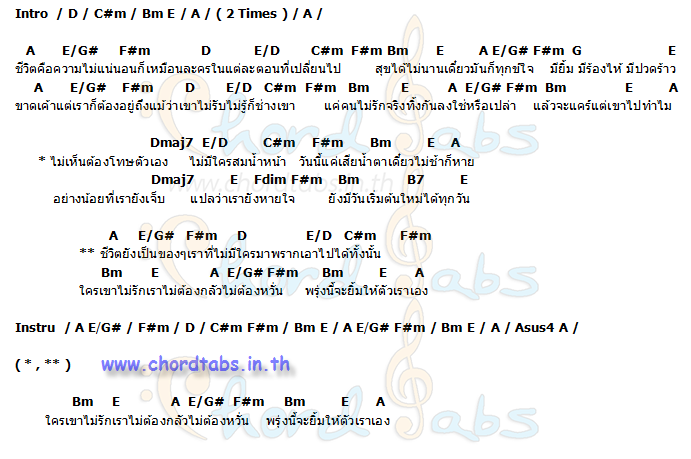 Intro / D / C#m / Bm E / A / ( 2 Times ) / A /
A E/G# F#m D E/D C#m F#m Bm E A E/G# F#m G E
ชีวิตคือความไม่แน่นอนก็เหมือนละครในแต่ละตอนที่เปลี่ยนไป สุขได้ไม่นานเดี๋ยวมันก็ทุกข์ใจ มียิ้ม มีร้องไห้ มีปวดร้าว
A E/G# F#m D E/D C#m F#m Bm E A E/G# F#m Bm E A
ขาดเค้าแต่เราก็ต้องอยู่ถึงแม้ว่าเขาไม่รับไม่รู้ก็ช่างเขา แค่คนไม่รักจริงทิ้งกันลงใช่หรือเปล่า แล้วจะแคร์แต่เขาไปทำไม
Dmaj7 E/D C#m F#m Bm E A
* ไม่เห็นต้องโทษตัวเอง ไม่มีใครสมน้ำหน้า วันนี้แค่เสียน้ำตาเดี๋ยวไม่ช้าก็หาย
Dmaj7 E Fdim F#m Bm B7 E
อย่างน้อยที่เรายังเจ็บ แปลว่าเรายังหายใจ ยังมีวันเริ่มต้นใหม่ได้ทุกวัน
A E/G# F#m D E/D C#m F#m
** ชีวิตยังเป็นของๆเราที่ไม่มีใครมาพรากเอาไปได้ทั้งนั้น
Bm E A E/G# F#m Bm E A
ใครเขาไม่รักเราไม่ต้องกลัวไม่ต้องหวั่น พรุ่งนี้จะยิ้มให้ตัวเราเอง
Instru / A E/G# / F#m / D / C#m F#m / Bm E / A E/G# F#m / Bm E / A / Asus4 A /
( * , ** ) www.chordtabs.in.th
Bm E A E/G# F#m Bm E A
ใครเขาไม่รักเราไม่ต้องกลัวไม่ต้องหวั่น พรุ่งนี้จะยิ้มให้ตัวเราเอง